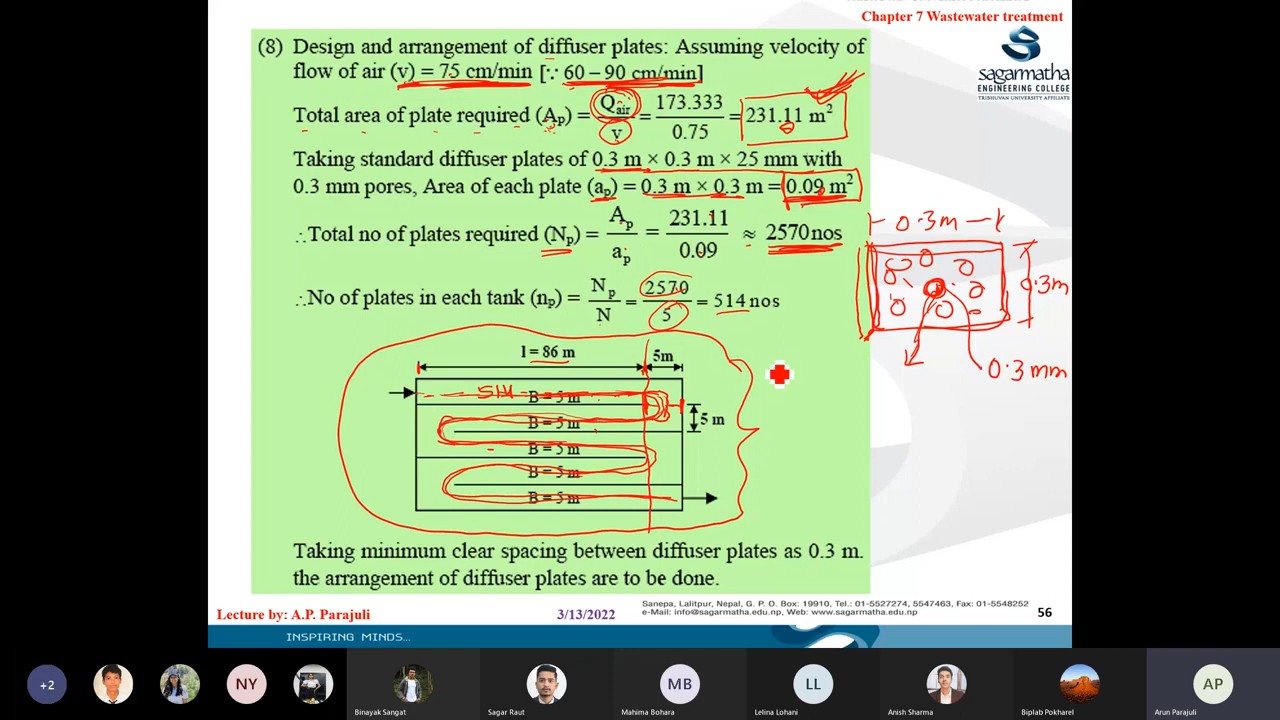 Chapter 7 Wastewater treatment
sagarmatha
ENGINEERING COLLEGE
TRIBHUVAN UNIVERSITY AFFILIATE
(8) Design and arrangement of diffuser plates: Assuming velocity of
flow of air (v) = 75 cm/min [∵ 60 – 90 cm/min]
Total area of plate required (Ap) = Qair / v = 173.333 / 0.75 = 231.11 m²
Taking standard diffuser plates of 0.3 m × 0.3 m × 25 mm with
0.3 mm pores, Area of each plate (ap) = 0.3 m × 0.3 m = 0.09 m²
∴Total no of plates required (Np) = Ap / ap = 231.11 / 0.09 ≈ 2570nos
∴No of plates in each tank (np) = Np / N = 2570 / 5 = 514 nos
0.3m
0.3m
0.3mm
l = 86 m
5m
514
B = 5 m
B = 5 m
B = 5 m
B = 5 m
B = 5 m
5 m
Taking minimum clear spacing between diffuser plates as 0.3 m.
the arrangement of diffuser plates are to be done.
Lecture by: A.P. Parajuli
3/13/2022
Sanepa, Lalitpur, Nepal, G. P. O. Box: 19910, Tel.: 01-5527274, 5547463, Fax: 01-5548252
e-Mail: info@sagarmatha.edu.np, Web: www.sagarmatha.edu.np
56
INSPIRING MINDS...
+2
NY
MB
LL
AP
Binayak Sangat
Sagar Raut
Mahima Bohara
Lelina Lohani
Anish Sharma
Biplab Pokharel
Arun Parajuli